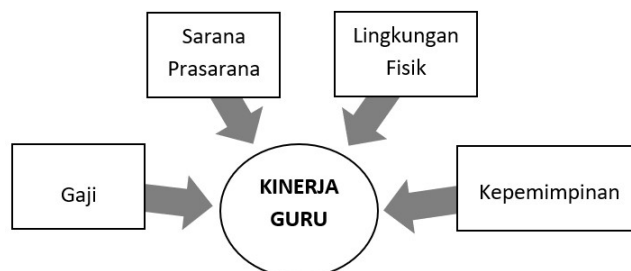 Sarana
Prasarana
Lingkungan
Fisik
Gaji
KINERJA
GURU
Kepemimpinan